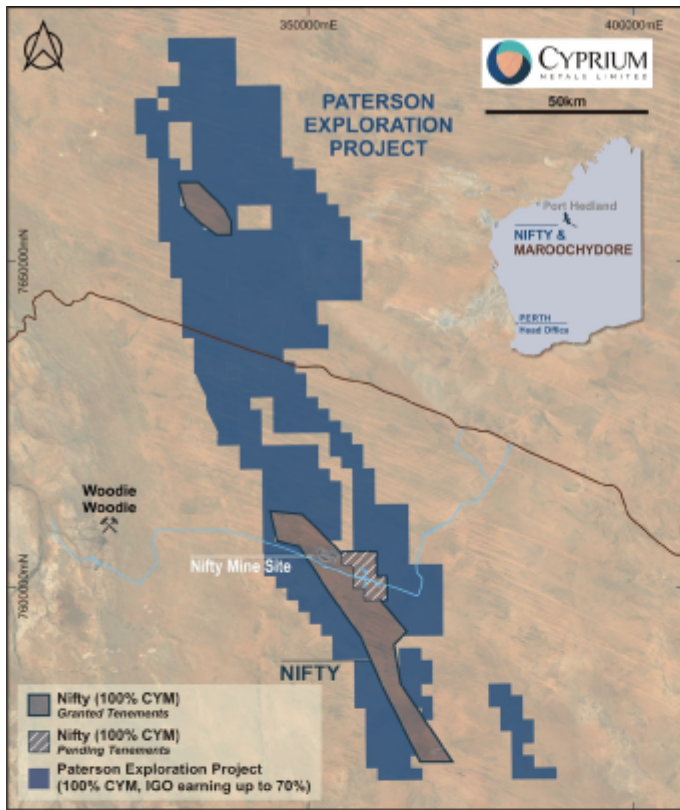 350000mE
400000mE
CYPRIUM
METALS LIMITED
50km
PATERSON
EXPLORATION
PROJECT
Port Hedland
NIFTY &
MAROOCHYDORE
PERTH
Head Office
7650000mN
Woodie
Woodie
Nifty Mine Site
7600000mN
NIFTY
Nifty (100% CYM)
Granted Tenements
Nifty (100% CYM)
Pending Tenements
Paterson Exploration Project
(100% CYM, IGO earning up to 70%)